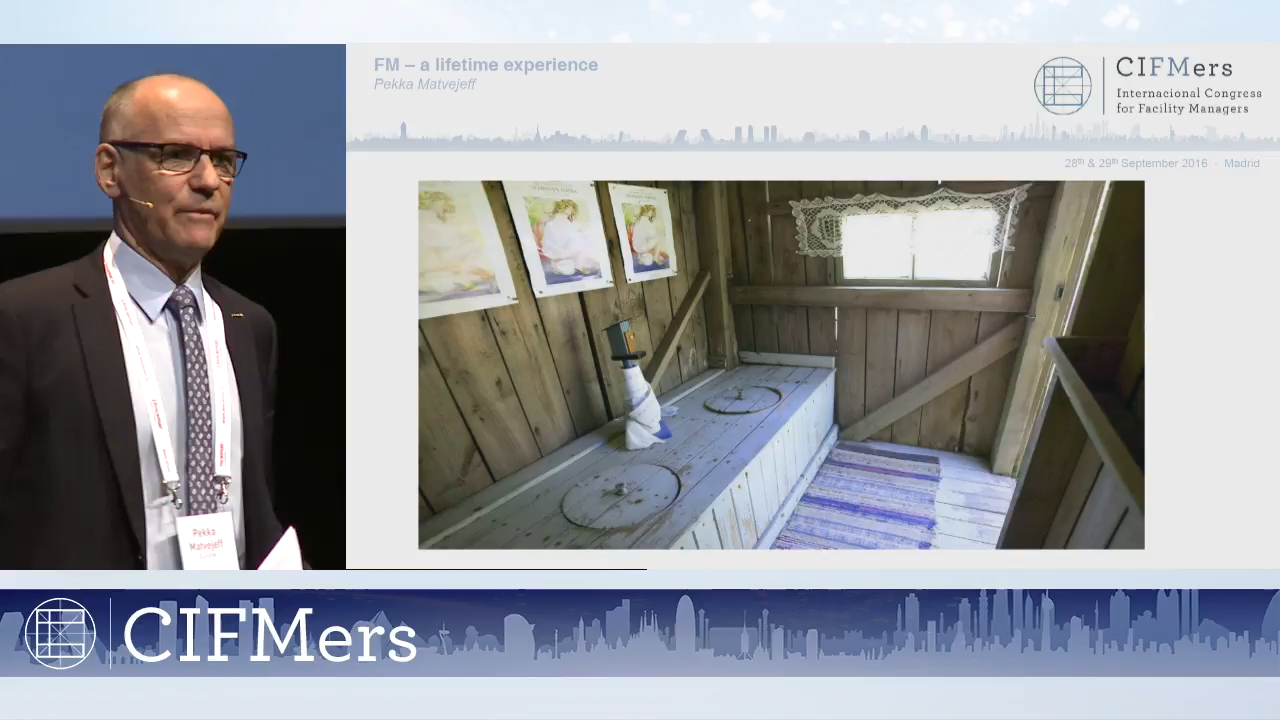 FM – a lifetime experience
Pekka Matvejeff
CIFMers
Internacional Congress
for Facility Managers
28th & 29th September 2016 · Madrid
Pekka
Matvejeff
CIFMers